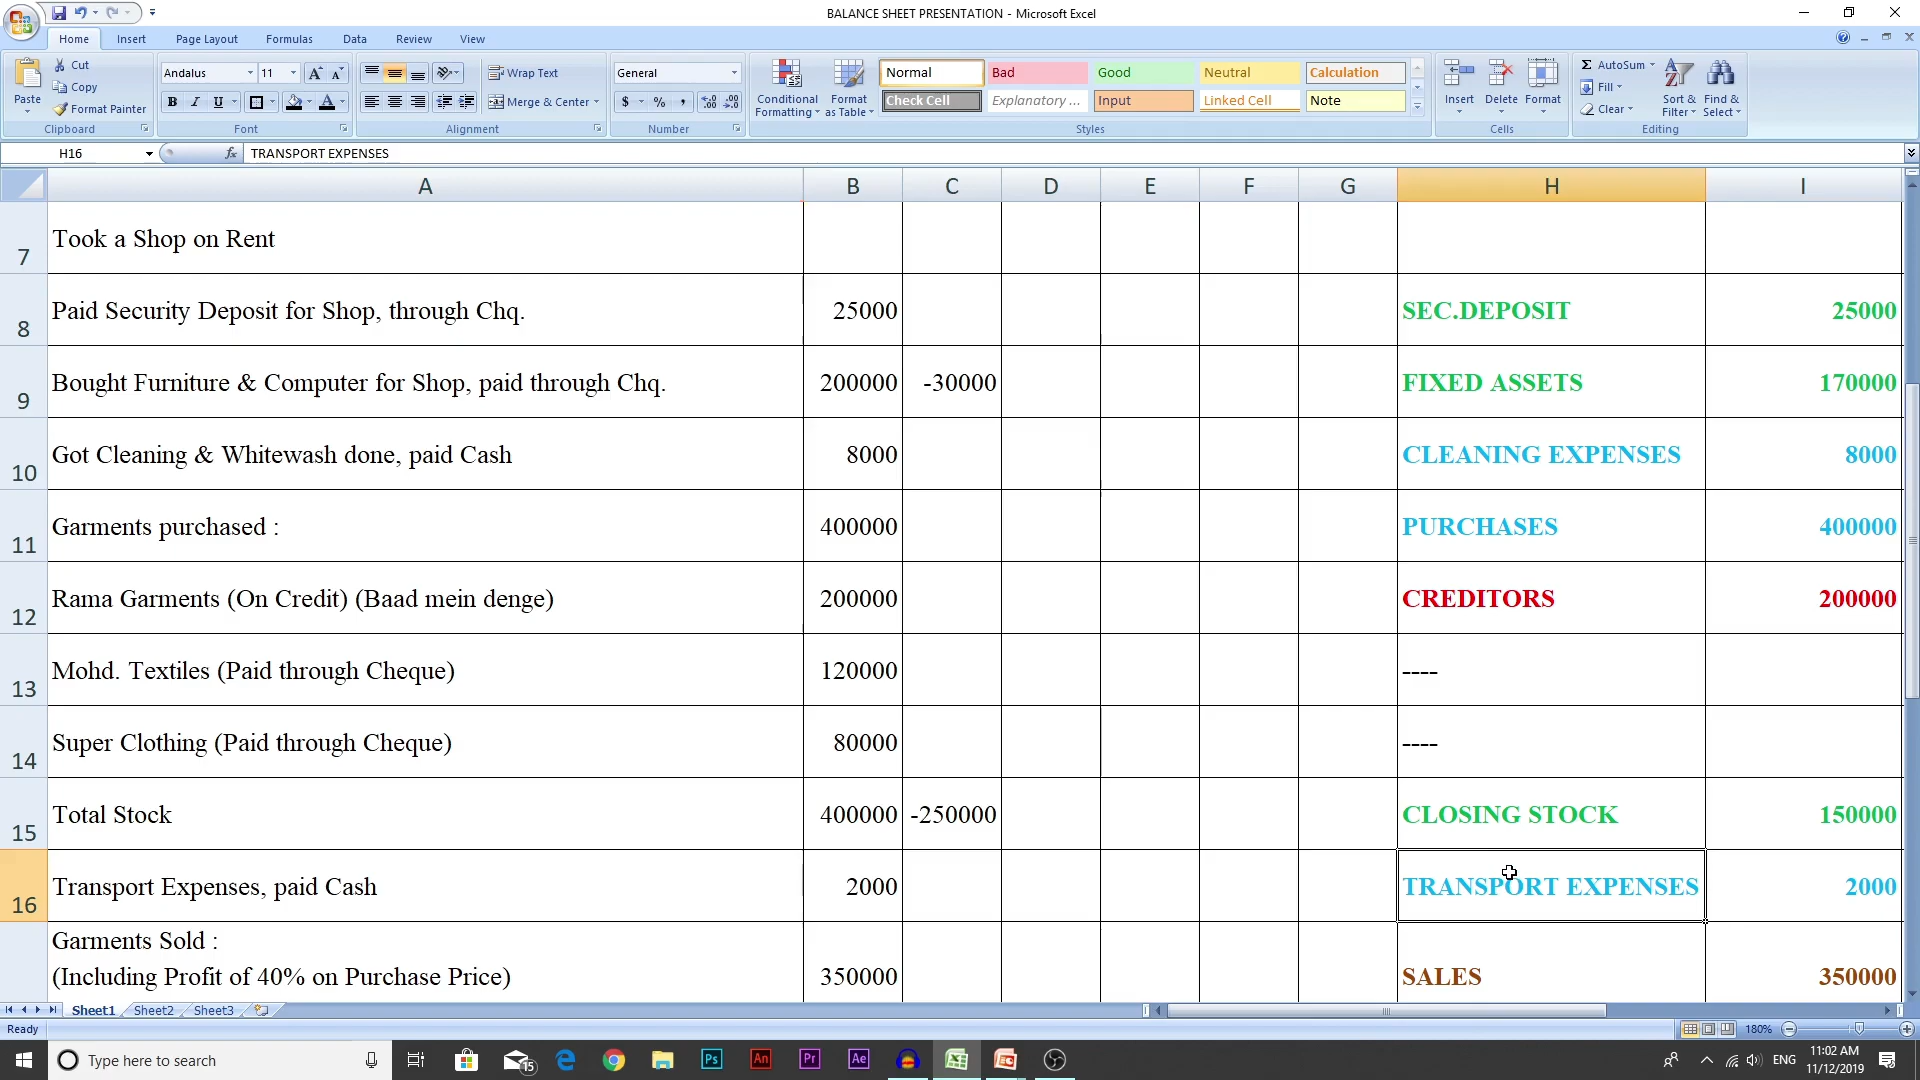 BALANCE SHEET PRESENTATION - Microsoft Excel
Home Insert Page Layout Formulas Data Review View
Paste Cut Copy Format Painter Clipboard
Andalus 11 A A B I U A Font
Wrap Text Merge & Center Alignment
General $ % , Number
Conditional Formatting Format as Table
Normal Bad Good Neutral Calculation
Check Cell Explanatory ... Input Linked Cell Note
Styles
Insert Delete Format Cells
Σ AutoSum Fill Clear Sort & Filter Find & Select Editing
H16 fx TRANSPORT EXPENSES
A B C D E F G H I
7 Took a Shop on Rent
8 Paid Security Deposit for Shop, through Chq. 25000 SEC.DEPOSIT 25000
9 Bought Furniture & Computer for Shop, paid through Chq. 200000 -30000 FIXED ASSETS 170000
10 Got Cleaning & Whitewash done, paid Cash 8000 CLEANING EXPENSES 8000
11 Garments purchased : 400000 PURCHASES 400000
12 Rama Garments (On Credit) (Baad mein denge) 200000 CREDITORS 200000
13 Mohd. Textiles (Paid through Cheque) 120000 ----
14 Super Clothing (Paid through Cheque) 80000 ----
15 Total Stock 400000 -250000 CLOSING STOCK 150000
16 Transport Expenses, paid Cash 2000 TRANSPORT EXPENSES 2000
Garments Sold :
(Including Profit of 40% on Purchase Price) 350000 SALES 350000
Sheet1 Sheet2 Sheet3
Ready 180%
Type here to search 15 Ps An Pr Ae ENG 11:02 AM
11/12/2019